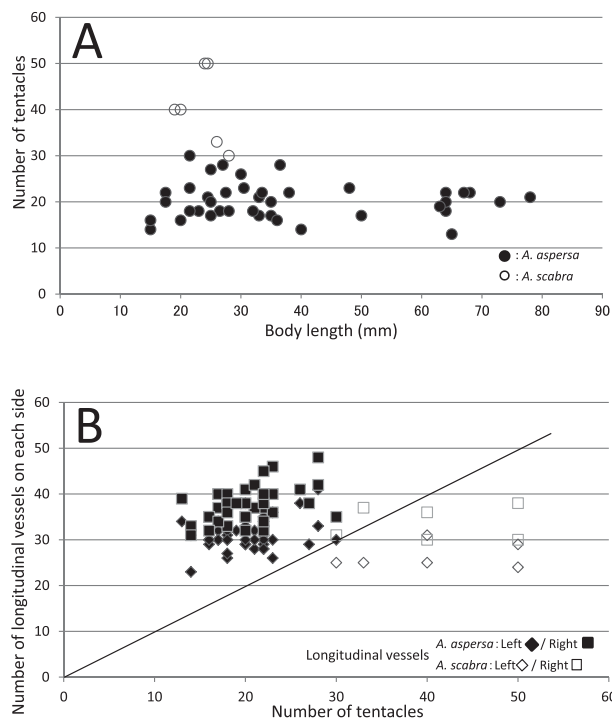 A
Number of tentacles
60
50
40
30
20
10
0
0 10 20 30 40 50 60 70 80 90
Body length (mm)
: A. aspersa
: A. scabra
B
Number of longitudinal vessels on each side
60
50
40
30
20
10
0
0 10 20 30 40 50 60
Number of tentacles
Longitudinal vessels
A. aspersa: Left / Right
A. scabra: Left / Right